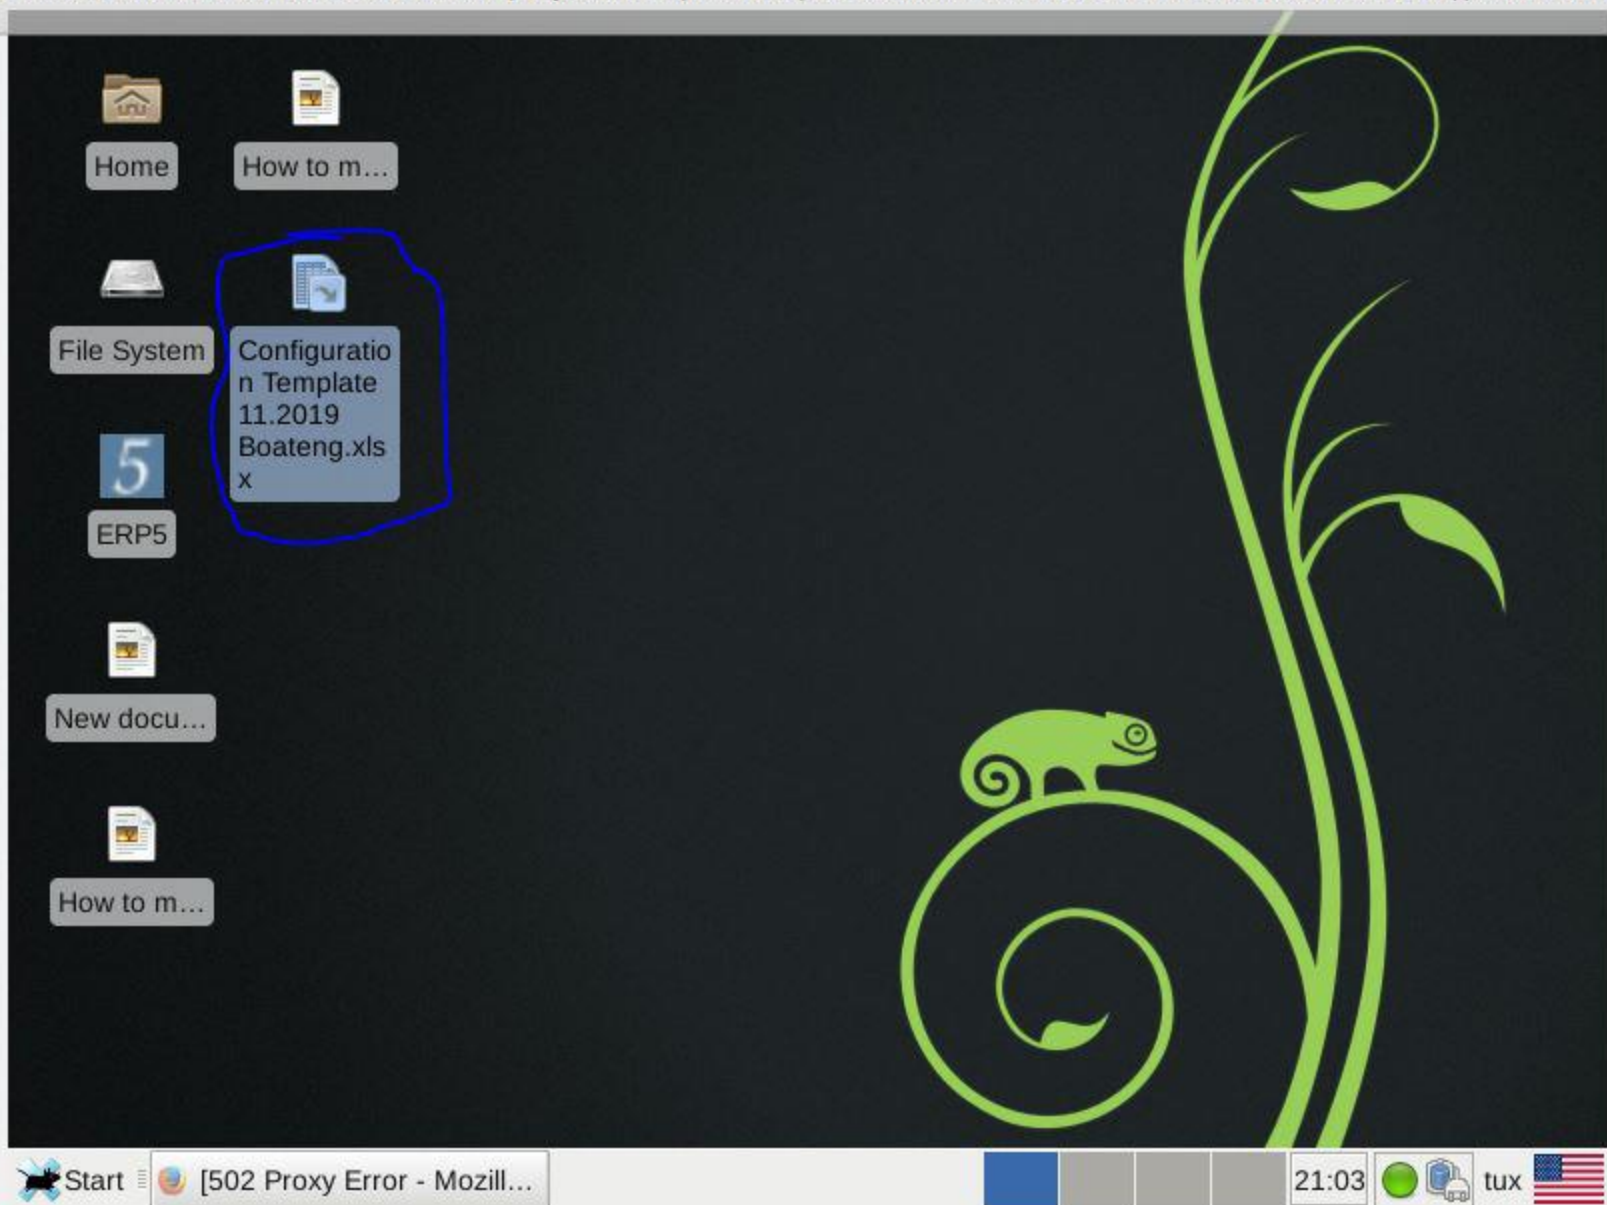 Home
How to m...
File System
Configuratio
n Template
11.2019
Boateng.xls
x
5
ERP5
New docu...
How to m...
Start
[502 Proxy Error - Mozill...
21:03
tux